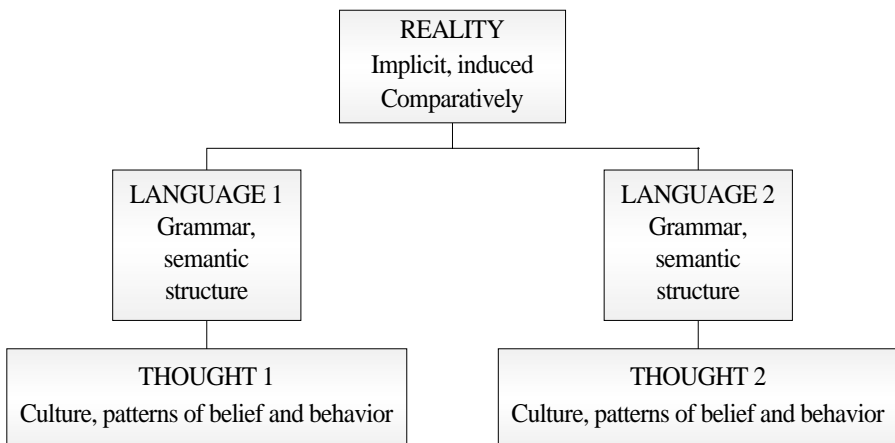 REALITY
Implicit, induced
Comparatively
LANGUAGE 1
Grammar,
semantic
structure
LANGUAGE 2
Grammar,
semantic
structure
THOUGHT 1
Culture, patterns of belief and behavior
THOUGHT 2
Culture, patterns of belief and behavior